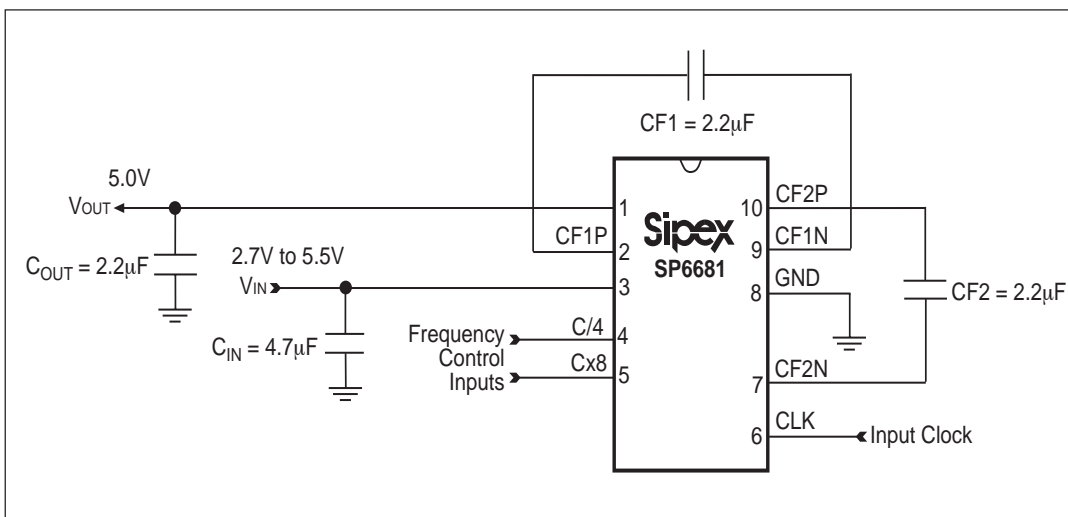 CF1 = 2.2μF
5.0V
VOUT
1
CF1P
2
COUT = 2.2μF
2.7V to 5.5V
VIN
3
CIN = 4.7μF
Frequency
Control
Inputs
C/4
4
Cx8
5
Sipex
SP6681
10
CF2P
9
CF1N
8
GND
CF2 = 2.2μF
7
CF2N
6
CLK
Input Clock